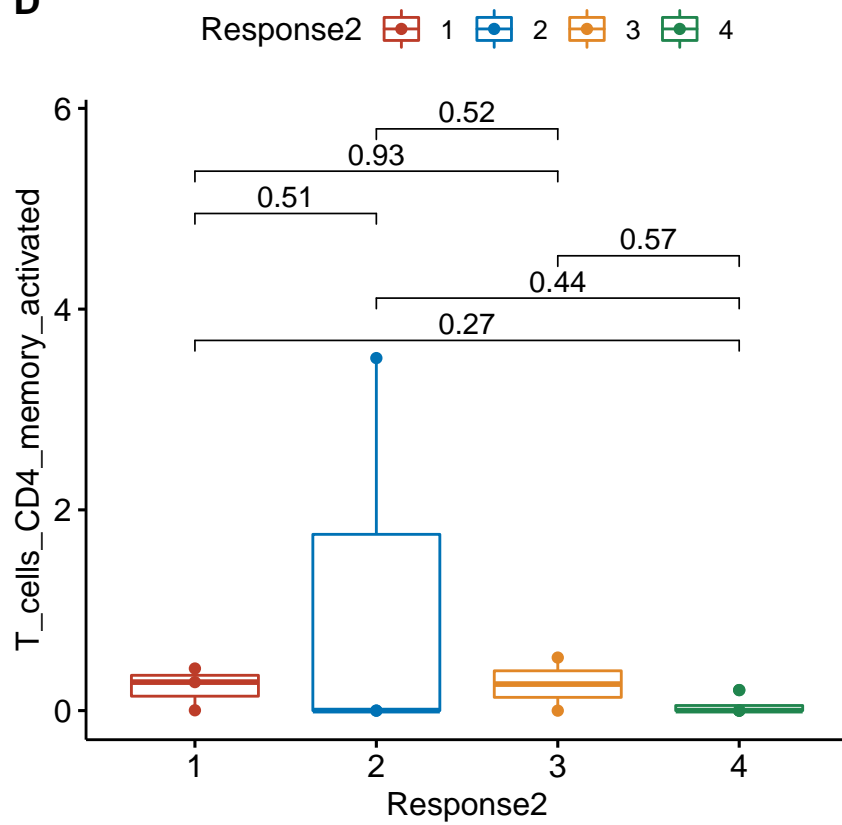 D
Response2 1 2 3 4
T_cells_CD4_memory_activated
6
4
2
0
0.52
0.93
0.51
0.57
0.44
0.27
1 2 3 4
Response2